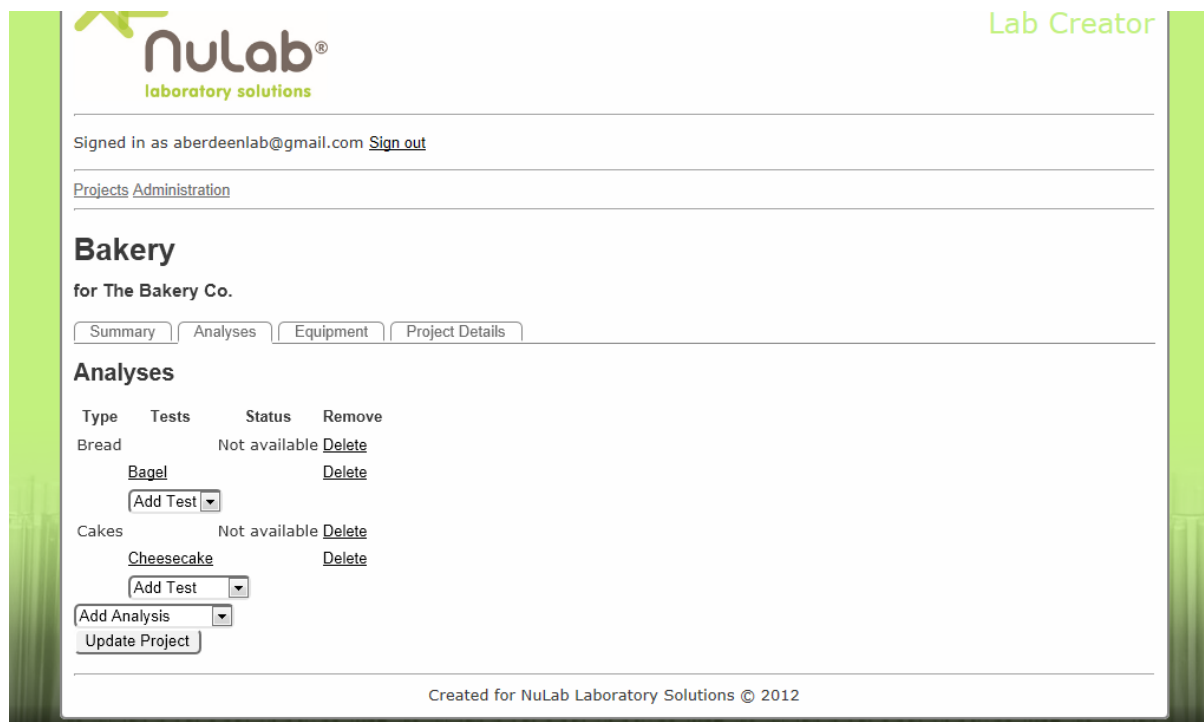 Lab Creator
NuLab®
laboratory solutions
Signed in as aberdeenlab@gmail.com Sign out
Projects Administration
Bakery
for The Bakery Co.
Summary Analyses Equipment Project Details
Analyses
Type Tests Status Remove
Bread Not available Delete
Bagel Delete
Add Test
Cakes Not available Delete
Cheesecake Delete
Add Test
Add Analysis
Update Project
Created for NuLab Laboratory Solutions © 2012